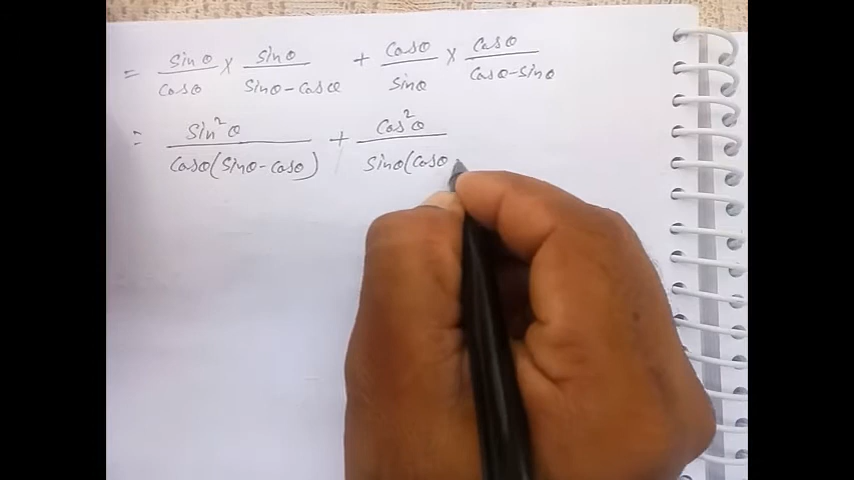 = sinθ/cosθ × sinθ/(sinθ-cosθ) + cosθ/sinθ × cosθ/(cosθ-sinθ)
= sin²θ/cosθ(sinθ-cosθ) + cos²θ/sinθ(cosθ